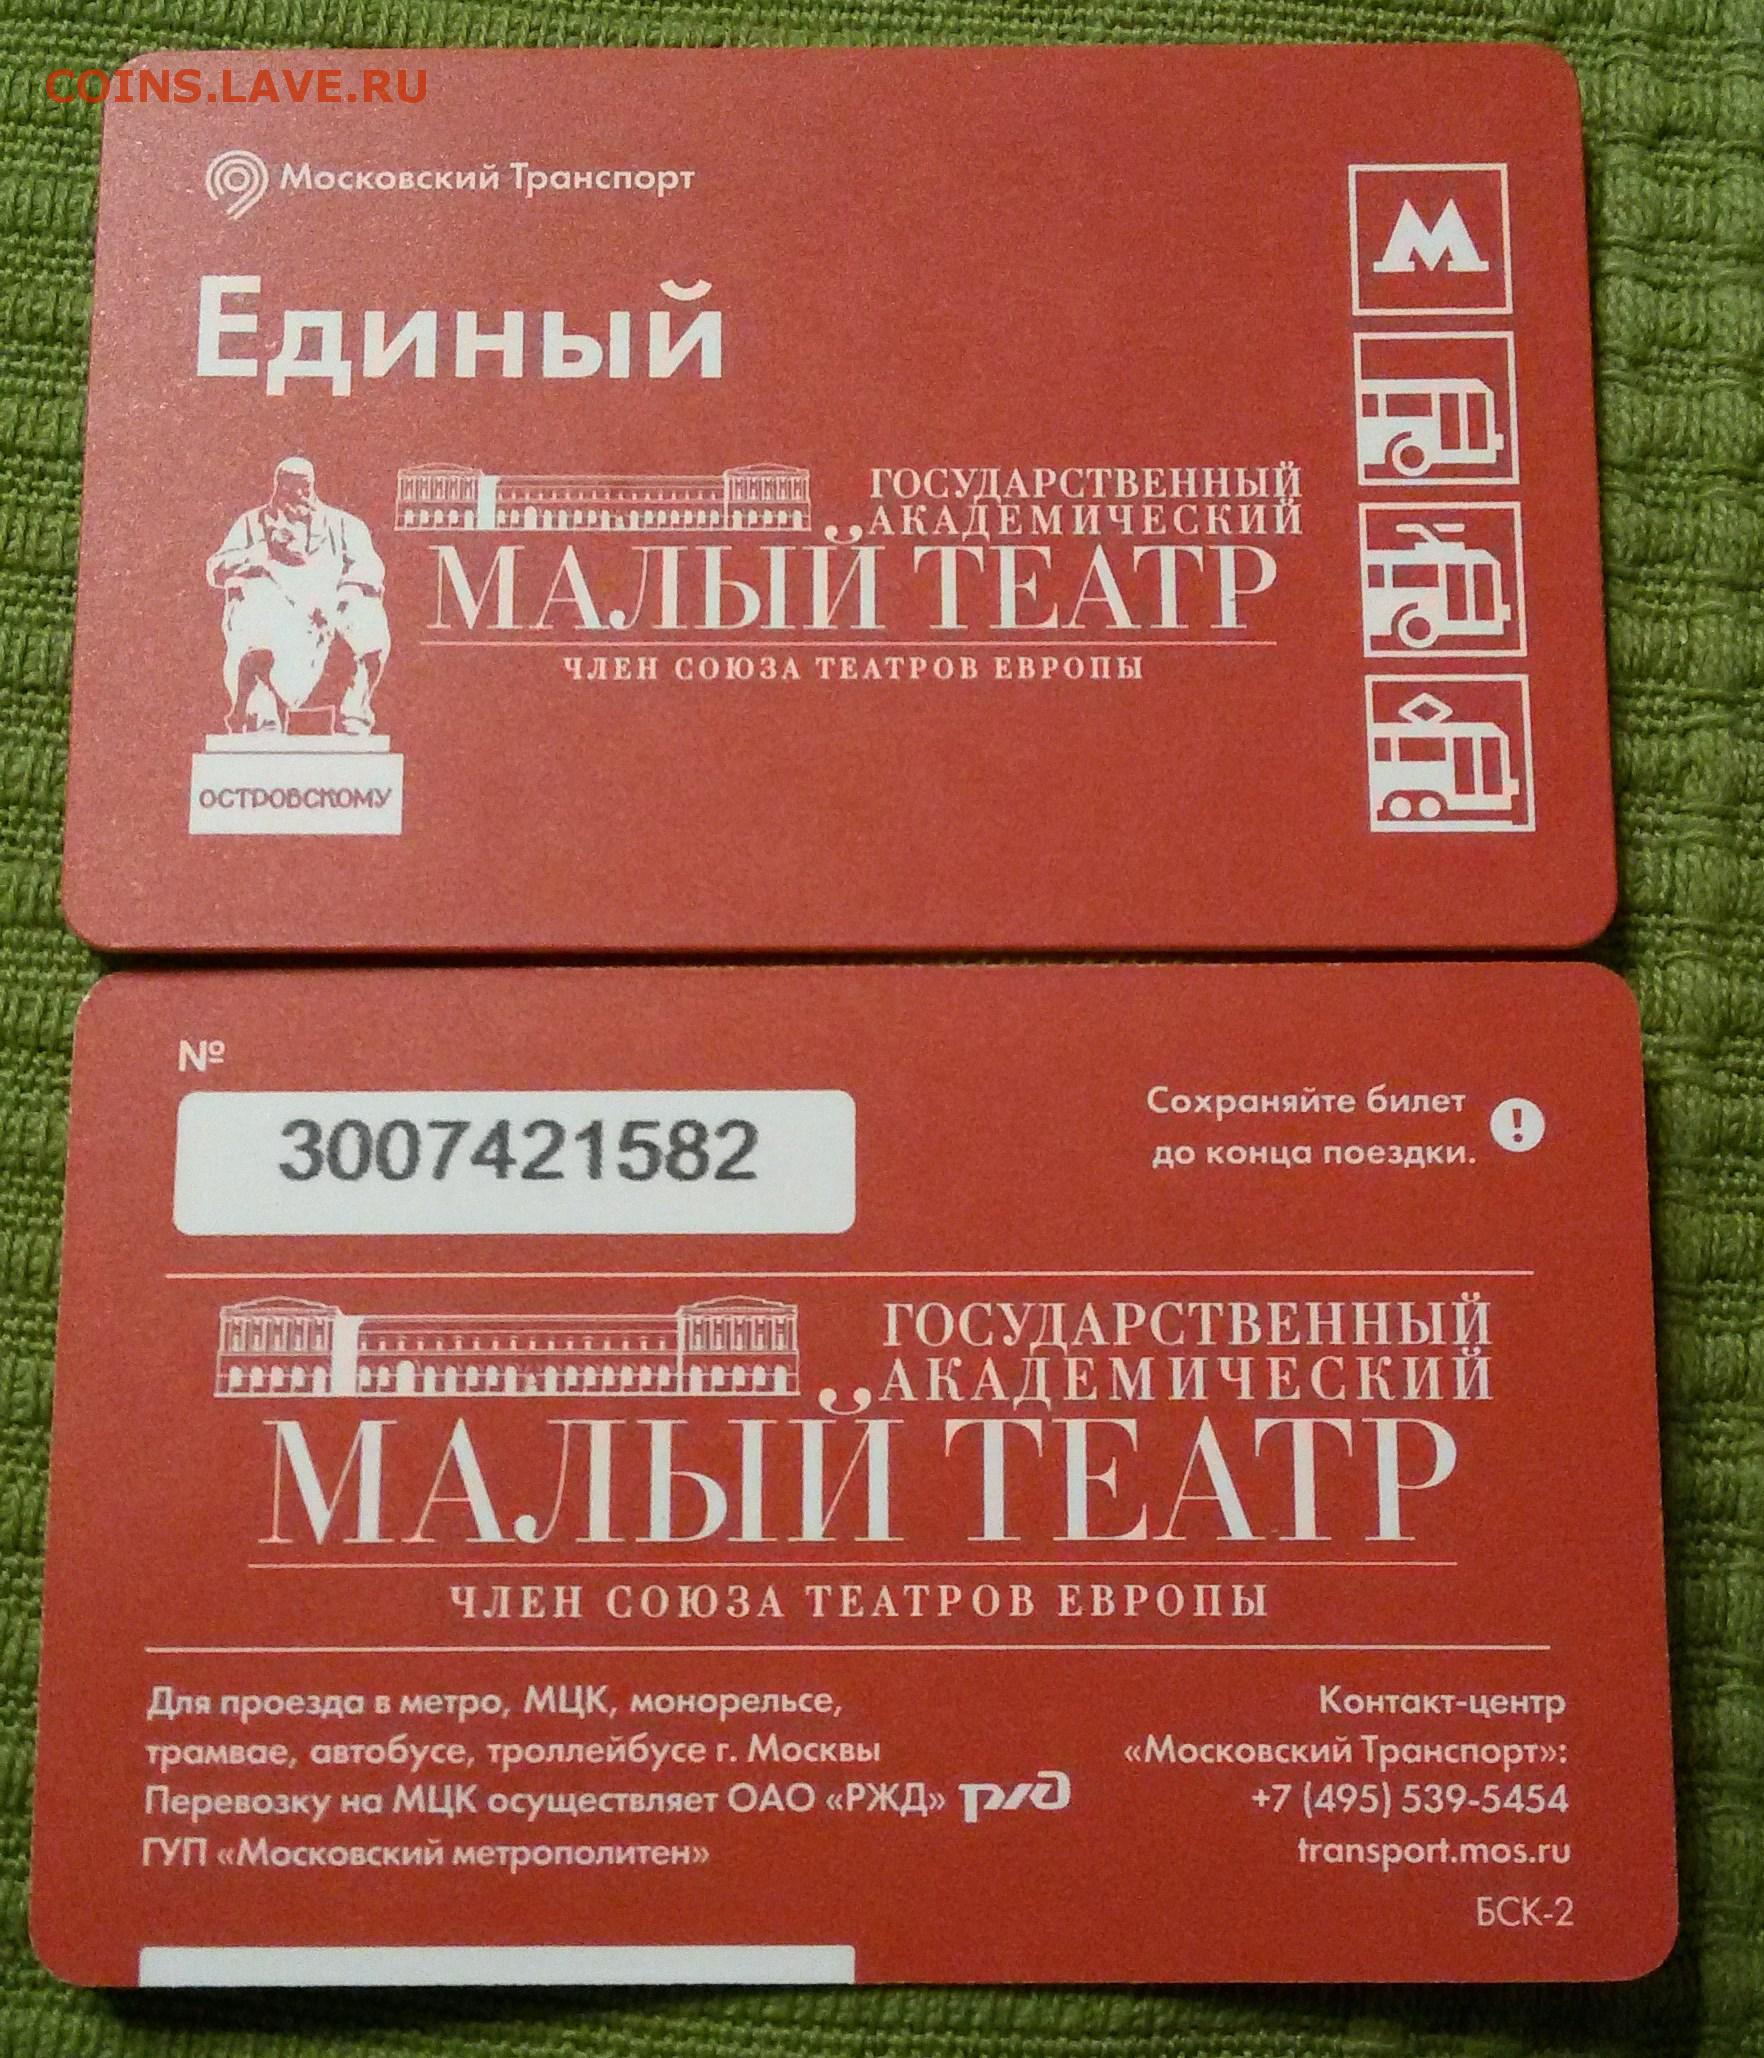 COINS.LAVE.RU
Московский Транспорт
Единый
М
ГОСУДАРСТВЕННЫЙ
АКАДЕМИЧЕСКИЙ
МАЛЫЙ ТЕАТР
ЧЛЕН СОЮЗА ТЕАТРОВ ЕВРОПЫ
ОСТРОВСКОМУ
№
3007421582
Сохраняйте билет
до конца поездки.
!
ГОСУДАРСТВЕННЫЙ
АКАДЕМИЧЕСКИЙ
МАЛЫЙ ТЕАТР
ЧЛЕН СОЮЗА ТЕАТРОВ ЕВРОПЫ
Для проезда в метро, МЦК, монорельсе,
трамвае, автобусе, троллейбусе г. Москвы
Перевозку на МЦК осуществляет ОАО «РЖД» РЖД
ГУП «Московский метрополитен»
Контакт-центр
«Московский Транспорт»:
+7 (495) 539-5454
transport.mos.ru
БСК-2